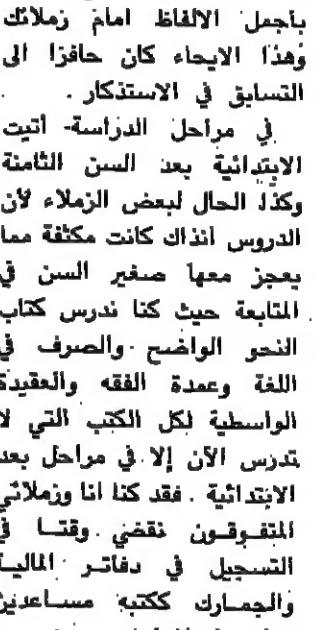 بأجمل الألفاظ امام زملائك
وهذا الايحاء كان حافزا الى
التسابق في الاستذكار .
في مراحل الدراسة- أتيت
الابتدائية بعد السن الثامنة
وكذا الحال لبعض الزملاء لأن
الدروس انذاك كانت مكثفة مما
يعجز معها صغير السن في
المتابعة حيث كنا ندرس كتاب
النحو الواضح والصرف في
اللغة وعمدة الفقه والعقيدة
الواسطية لكل الكتب التي لا
تدرس الآن إلا في مراحل بعد
الابتدائية . فقد كنا انا وزملائي
المتفوقون نقضي وقتا في
التسجيل في دفاتر المالية
والجمارك ككتبه مساعدين